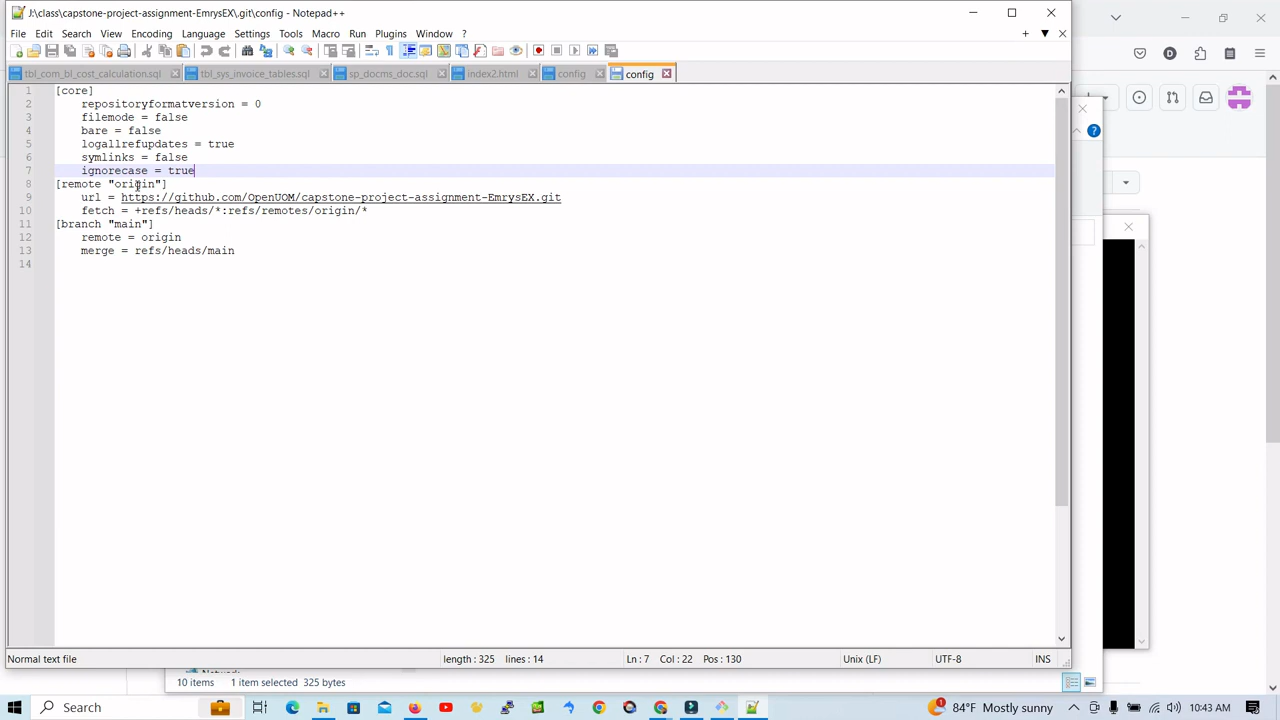 J:\class\capstone-project-assignment-EmrysEX\.git\config - Notepad++
File Edit Search View Encoding Language Settings Tools Macro Run Plugins Window ?
tbl_com_bl_cost_calculation.sql tbl_sys_invoice_tables.sql sp_docms_doc.sql index2.html config config
1 [core]
2 repositoryformatversion = 0
3 filemode = false
4 bare = false
5 logallrefupdates = true
6 symlinks = false
7 ignorecase = true
8 [remote "origin"]
9 url = https://github.com/OpenUOM/capstone-project-assignment-EmrysEX.git
10 fetch = +refs/heads/*:refs/remotes/origin/*
11 [branch "main"]
12 remote = origin
13 merge = refs/heads/main
14
Normal text file length : 325 lines : 14 Ln : 7 Col : 22 Pos : 130 Unix (LF) UTF-8 INS
10 items 1 item selected 325 bytes
Search 84°F Mostly sunny 10:43 AM